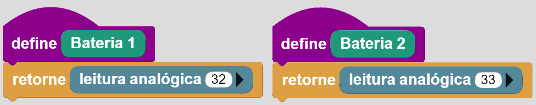 define Bateria 1
retorne leitura analógica 32
define Bateria 2
retorne leitura analógica 33